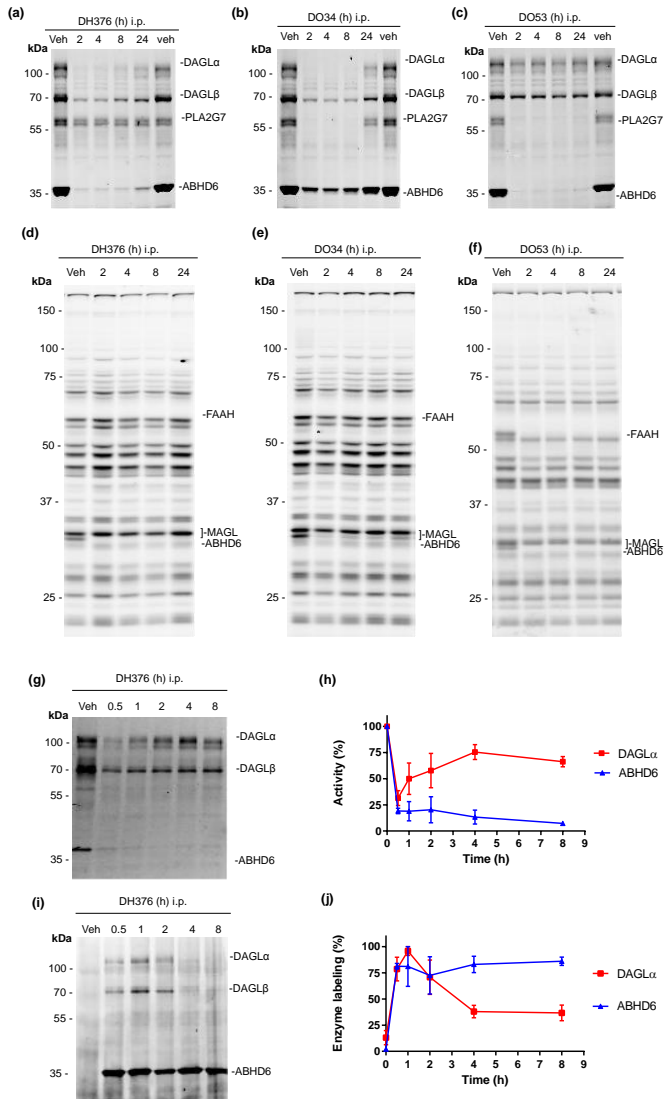 (a)
DH376 (h) i.p.
kDa
Veh 2 4 8 24 veh
100 -
70 -
55 -
35 -
-DAGLα
-DAGLβ
-PLA2G7
-ABHD6
(b)
DO34 (h) i.p.
kDa
Veh 2 4 8 24 Veh
100 -
70 -
55 -
35 -
-DAGLα
-DAGLβ
-PLA2G7
-ABHD6
(c)
DO53 (h) i.p.
kDa
Veh 2 4 8 24 Veh
100 -
70 -
55 -
35 -
-DAGLα
-DAGLβ
-PLA2G7
-ABHD6
(d)
DH376 (h) i.p.
kDa
Veh 2 4 8 24
150 -
100 -
75 -
50 -
37 -
25 -
-FAAH
]-MAGL
-ABHD6
(e)
DO34 (h) i.p.
kDa
Veh 2 4 8 24
150 -
100 -
75 -
50 -
37 -
25 -
-FAAH
]-MAGL
-ABHD6
(f)
DO53 (h) i.p.
kDa
Veh 2 4 8 24
150 -
100 -
75 -
50 -
37 -
25 -
-FAAH
]-MAGL
-ABHD6
(g)
DH376 (h) i.p.
kDa
Veh 0.5 1 2 4 8
100 -
70 -
55 -
35 -
-DAGLα
-DAGLβ
-ABHD6
(h)
Activity (%)
100
75
50
25
0
0 1 2 3 4 5 6 7 8 9
Time (h)
DAGLα
ABHD6
(i)
DH376 (h) i.p.
kDa
Veh 0.5 1 2 4 8
100 -
70 -
55 -
35 -
-DAGLα
-DAGLβ
-ABHD6
(j)
Enzyme labeling (%)
100
75
50
25
0
0 1 2 3 4 5 6 7 8 9
Time (h)
DAGLα
ABHD6